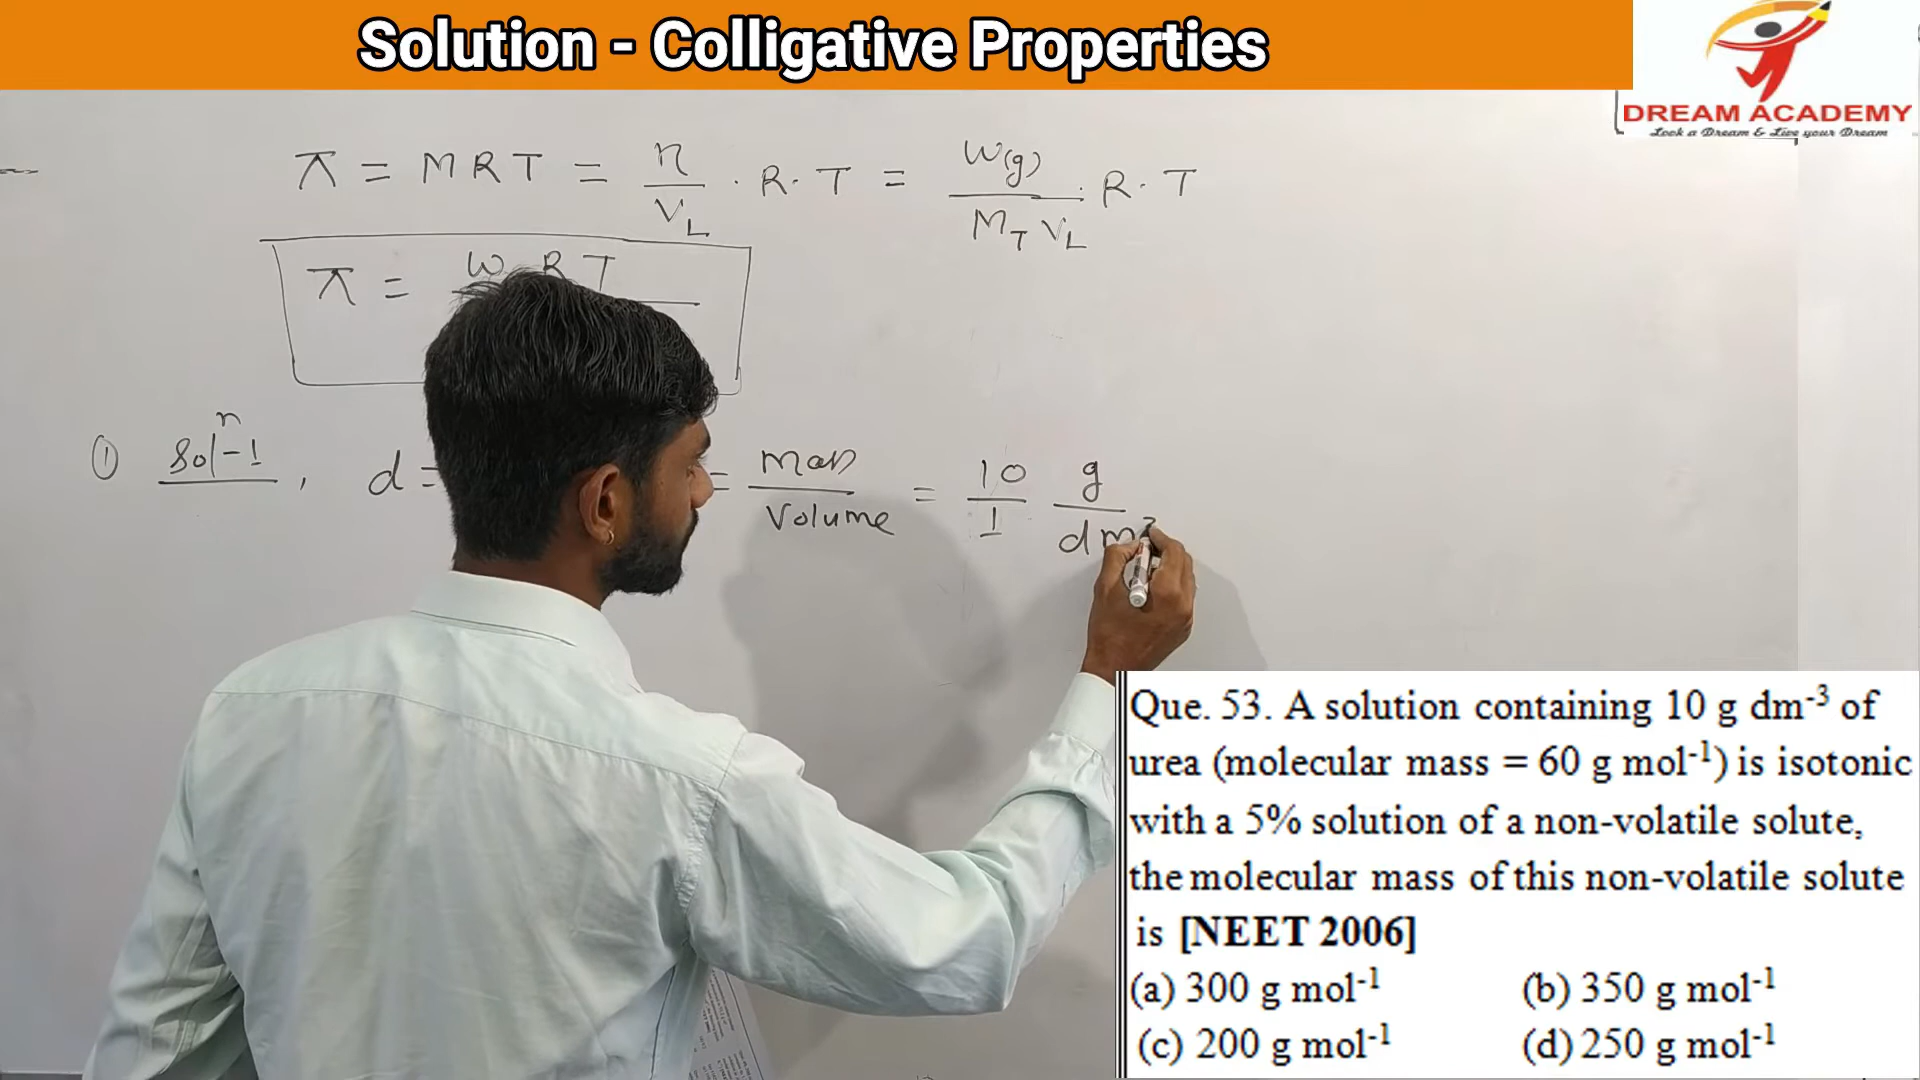 Solution - Colligative Properties
DREAM ACADEMY
Look a Dream & Live your Dream
π = M R T = n/V_L . R. T = W(g)/M_T V_L . R. T
π = W R T
① Sol^n-1, d = = Mass/Volume = 10/1 g/dm³
Que. 53. A solution containing 10 g dm⁻³ of
urea (molecular mass = 60 g mol⁻¹) is isotonic
with a 5% solution of a non-volatile solute,
the molecular mass of this non-volatile solute
is [NEET 2006]
(a) 300 g mol⁻¹ (b) 350 g mol⁻¹
(c) 200 g mol⁻¹ (d) 250 g mol⁻¹